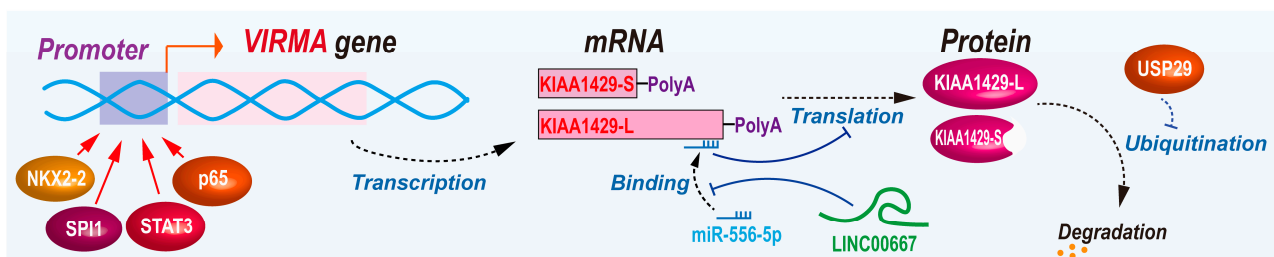 Promoter
VIRMA gene
mRNA
Protein
KIAA1429-S
PolyA
KIAA1429-L
PolyA
Translation
KIAA1429-L
KIAA1429-S
USP29
Ubiquitination
NKX2-2
SPI1
STAT3
p65
Transcription
Binding
miR-556-5p
LINC00667
Degradation